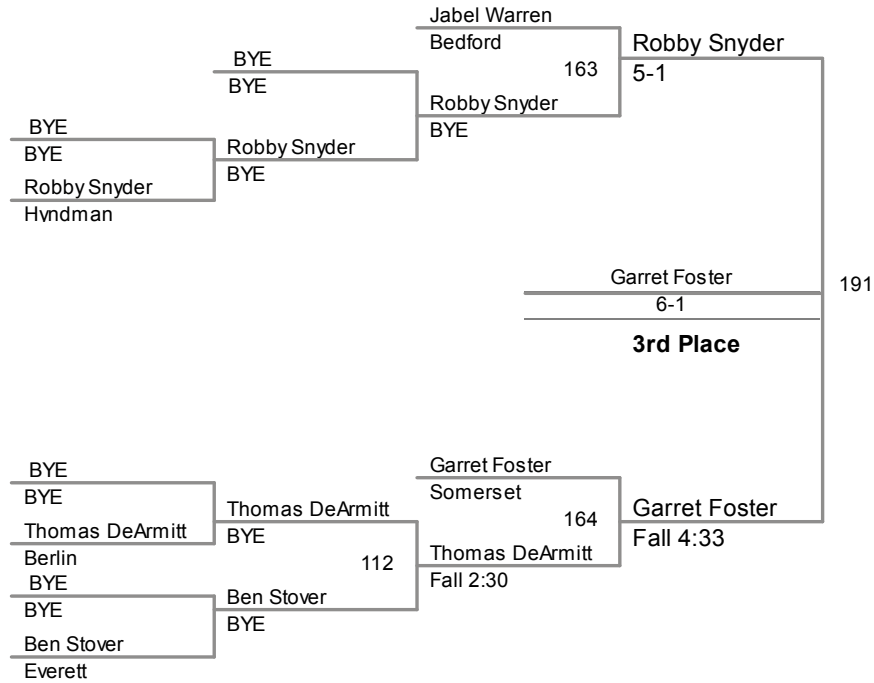 Jabel Warren
Bedford
163
Robby Snyder
5-1
BYE
BYE
Robby Snyder
BYE
BYE
BYE
Robby Snyder
BYE
Robby Snyder
Hyndman
Garret Foster
191
6-1
3rd Place
BYE
BYE
Thomas DeArmitt
Berlin
Thomas DeArmitt
BYE
112
BYE
BYE
Ben Stover
Everett
Ben Stover
BYE
Garret Foster
Somerset
164
Thomas DeArmitt
Fall 2:30
Garret Foster
Fall 4:33